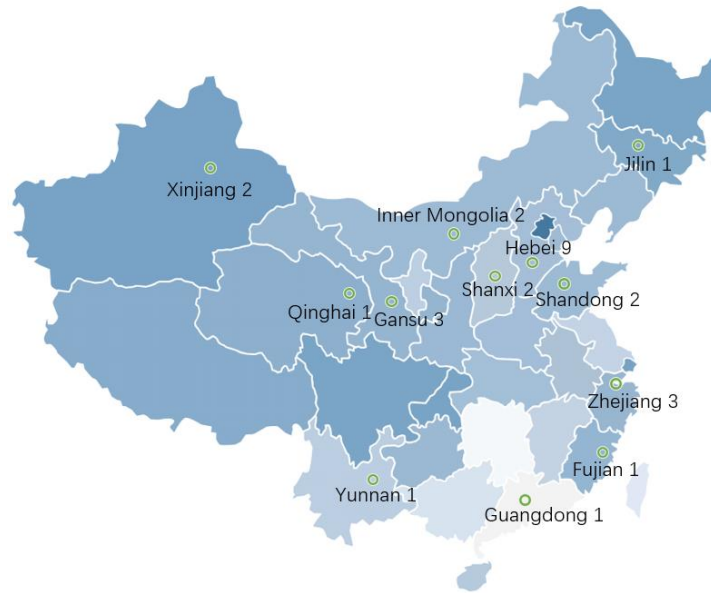 Jilin 1
Xinjiang 2
Inner Mongolia 2
Hebei 9
Shanxi 2
Shandong 2
Qinghai 1
Gansu 3
Zhejiang 3
Fujian 1
Yunnan 1
Guangdong 1